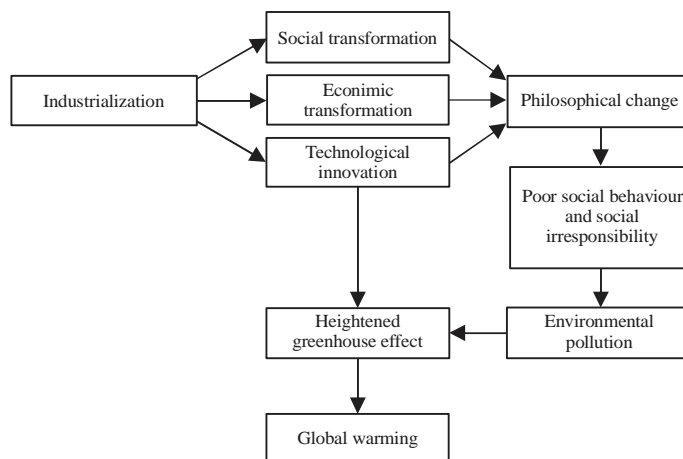 Social transformation
Industrialization
Econimic
transformation
Philosophical change
Technological
innovation
Poor social behaviour
and social
irresponsibility
Heightened
greenhouse effect
Environmental
pollution
Global warming